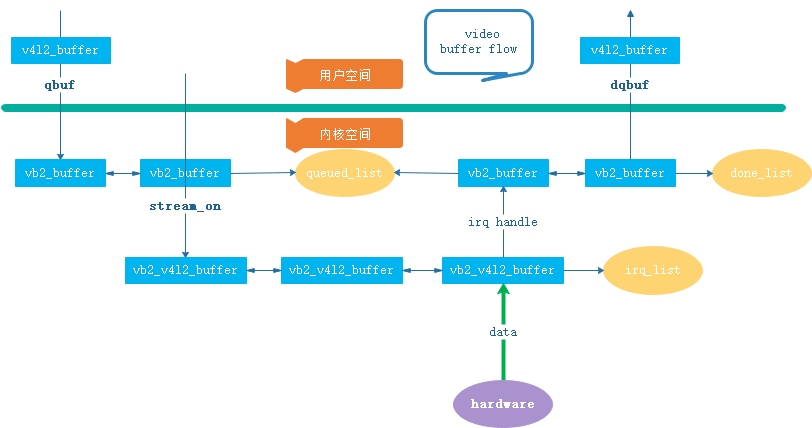 video
buffer flow
v4l2_buffer
v4l2_buffer
用户空间
qbuf
dqbuf
内核空间
vb2_buffer
vb2_buffer
queued_list
vb2_buffer
vb2_buffer
done_list
stream_on
irq handle
vb2_v4l2_buffer
vb2_v4l2_buffer
vb2_v4l2_buffer
irq_list
data
hardware